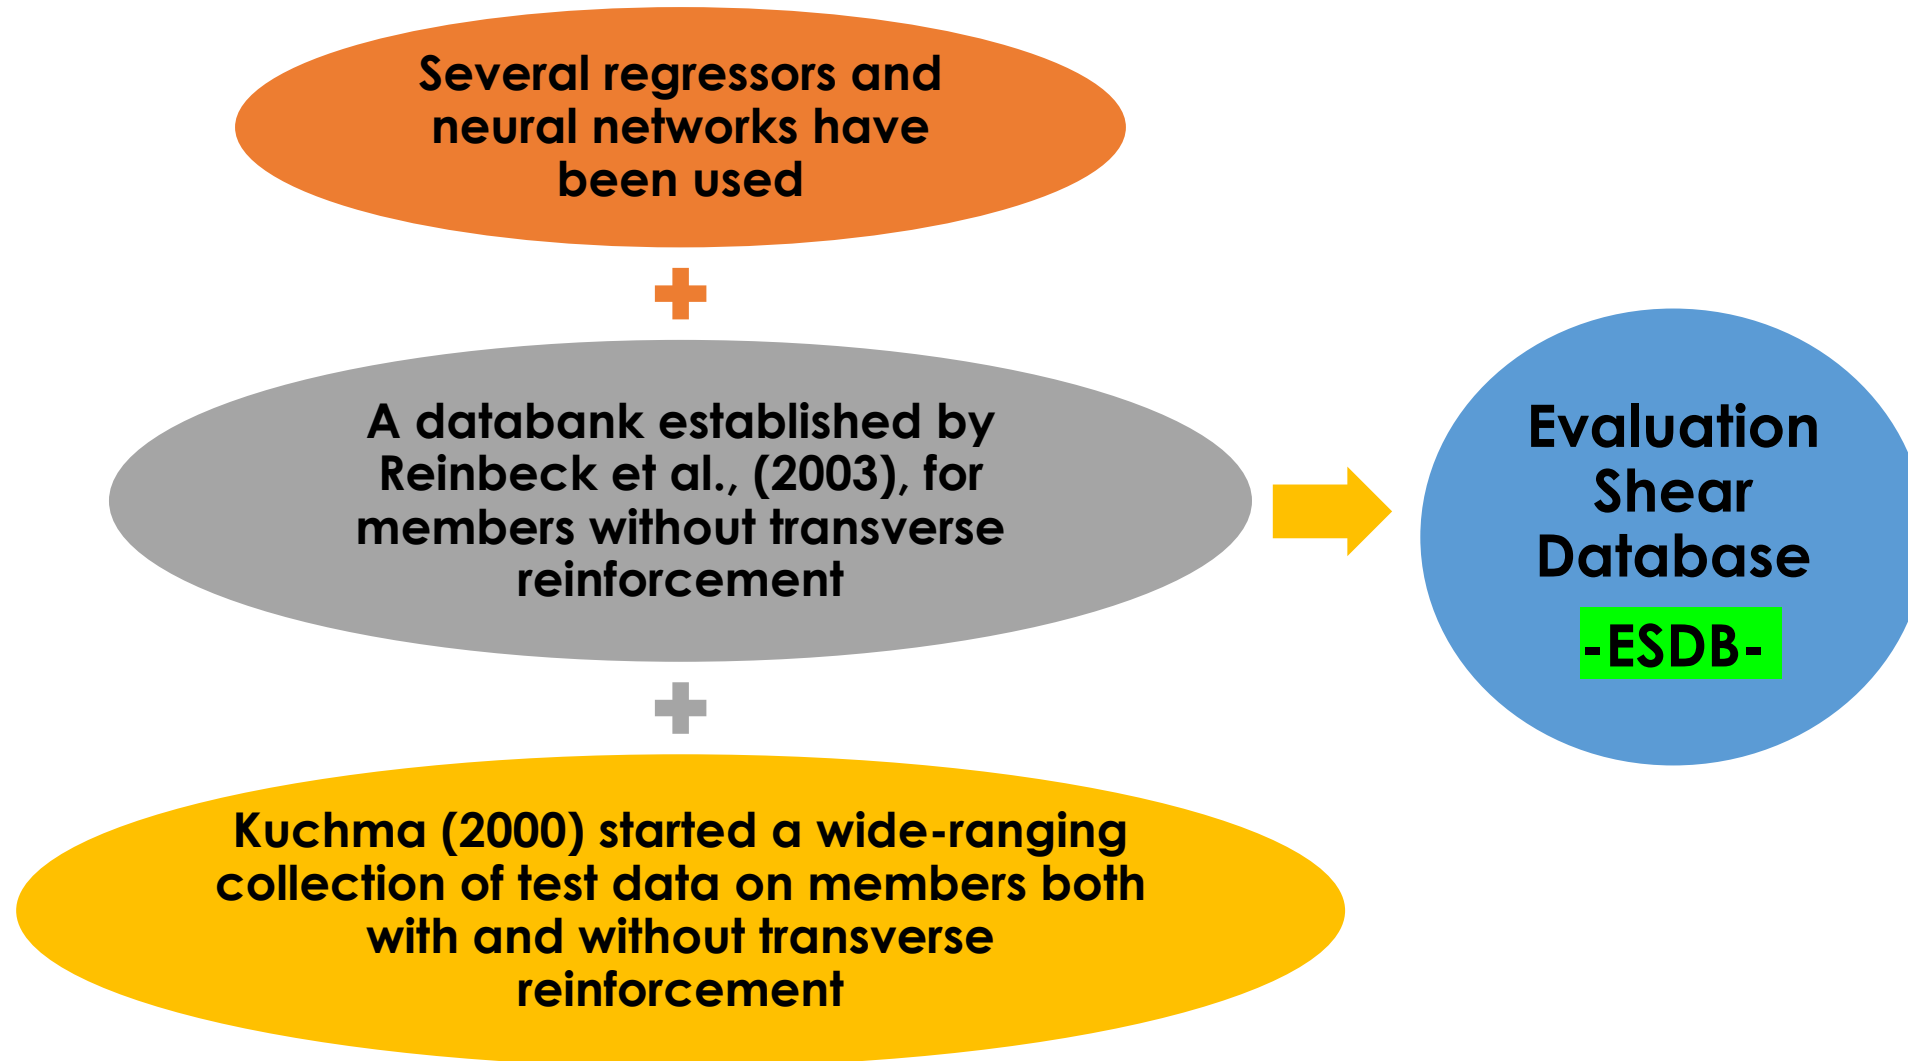 Several regressors and
neural networks have
been used
A databank established by
Reinbeck et al., (2003), for
members without transverse
reinforcement
Kuchma (2000) started a wide-ranging
collection of test data on members both
with and without transverse
reinforcement
Evaluation
Shear
Database
-ESDB-